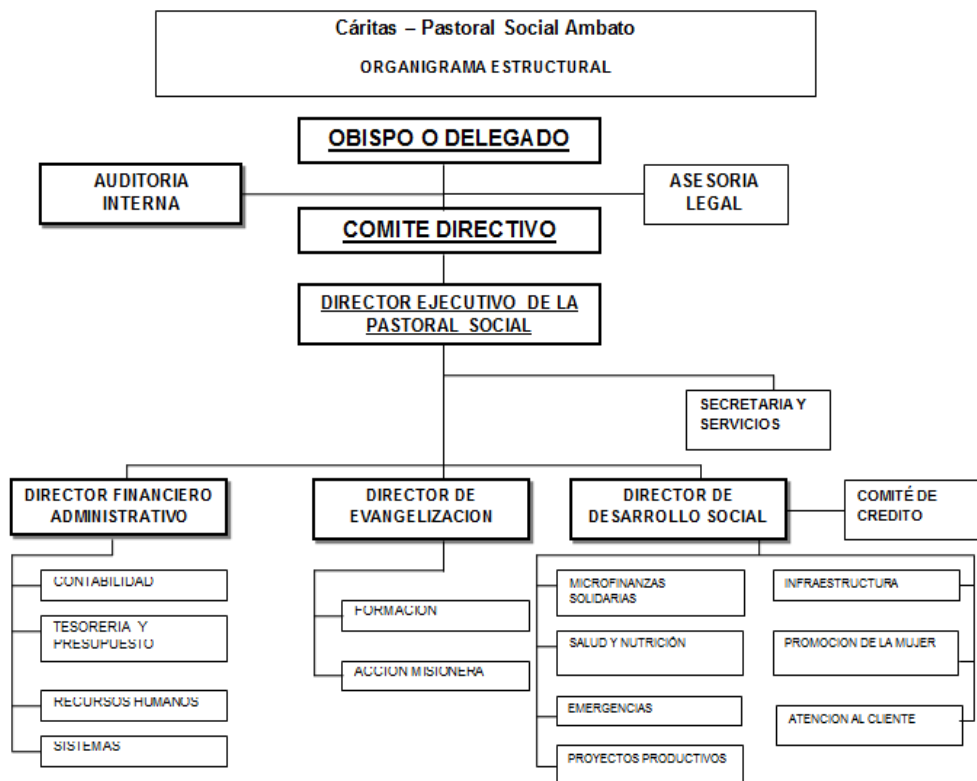 Cáritas – Pastoral Social Ambato
ORGANIGRAMA ESTRUCTURAL
OBISPO O DELEGADO
AUDITORIA
INTERNA
ASESORIA
LEGAL
COMITE DIRECTIVO
DIRECTOR EJECUTIVO DE LA
PASTORAL SOCIAL
SECRETARIA Y
SERVICIOS
DIRECTOR FINANCIERO
ADMINISTRATIVO
DIRECTOR DE
EVANGELIZACION
DIRECTOR DE
DESARROLLO SOCIAL
COMITÉ DE
CREDITO
CONTABILIDAD
TESORERIA Y
PRESUPUESTO
RECURSOS HUMANOS
SISTEMAS
FORMACION
ACCION MISIONERA
MICROFINANZAS
SOLIDARIAS
SALUD Y NUTRICIÓN
EMERGENCIAS
PROYECTOS PRODUCTIVOS
INFRAESTRUCTURA
PROMOCION DE LA MUJER
ATENCION AL CLIENTE